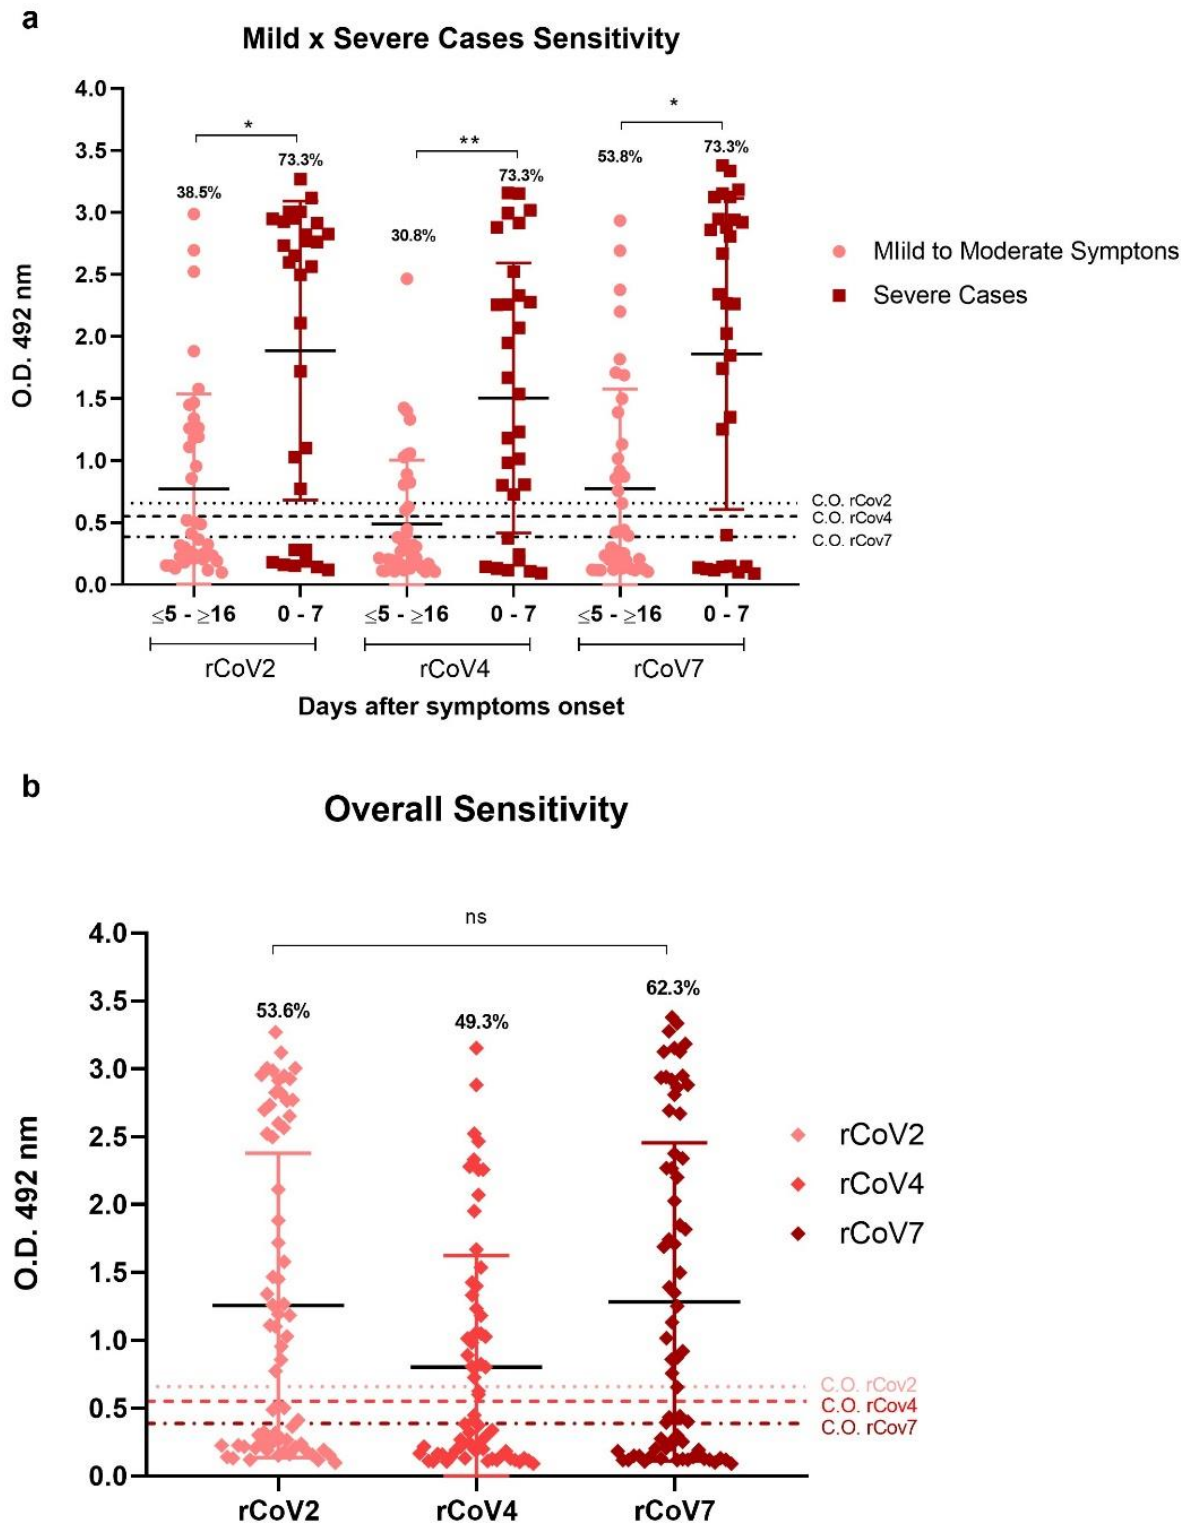 a
Mild x Severe Cases Sensitivity
4.0
3.5
3.0
2.5
2.0
1.5
1.0
0.5
0.0
O.D. 492 nm
*
**
*
38.5%
73.3%
30.8%
73.3%
53.8%
73.3%
MIild to Moderate Symptons
Severe Cases
C.O. rCov2
C.O. rCov4
C.O. rCov7
≤5 - ≥16
0 - 7
≤5 - ≥16
0 - 7
≤5 - ≥16
0 - 7
rCoV2
rCoV4
rCoV7
Days after symptoms onset
b
Overall Sensitivity
ns
4.0
3.5
3.0
2.5
2.0
1.5
1.0
0.5
0.0
O.D. 492 nm
53.6%
49.3%
62.3%
rCoV2
rCoV4
rCoV7
C.O. rCov2
C.O. rCov4
C.O. rCov7
rCoV2
rCoV4
rCoV7